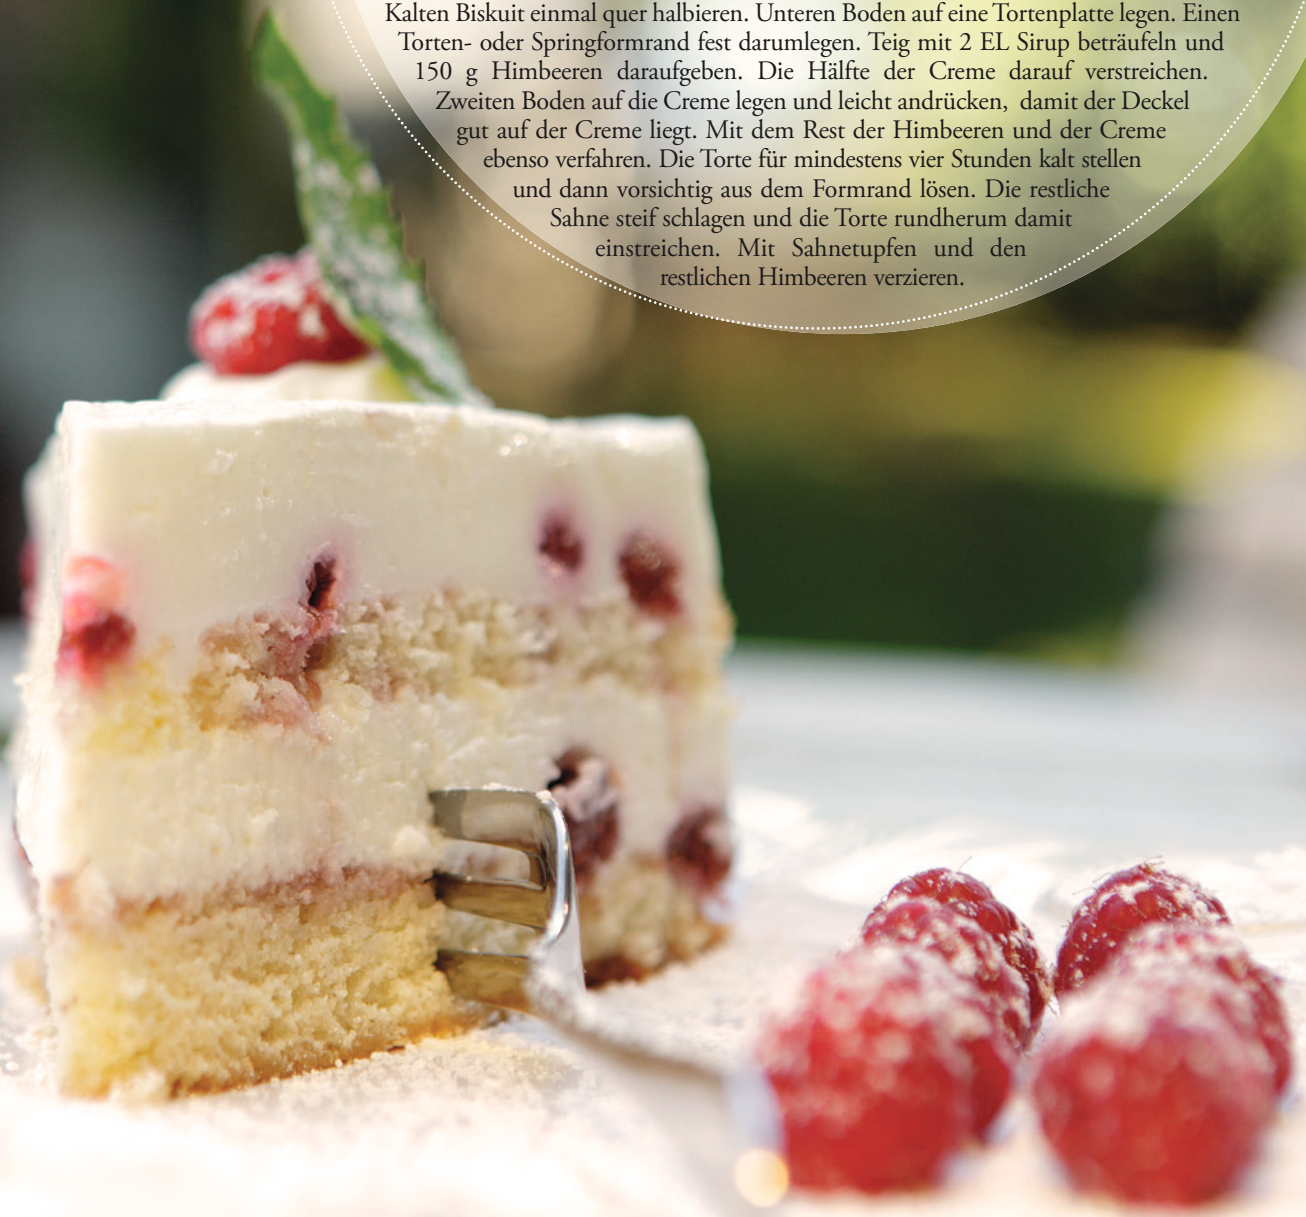 Kalten Biskuit einmal quer halbieren. Unteren Boden auf eine Tortenplatte legen. Einen
Torten- oder Springformrand fest darumlegen. Teig mit 2 EL Sirup beträufeln und
150 g Himbeeren daraufgeben. Die Hälfte der Creme darauf verstreichen.
Zweiten Boden auf die Creme legen und leicht andrücken, damit der Deckel
gut auf der Creme liegt. Mit dem Rest der Himbeeren und der Creme
ebenso verfahren. Die Torte für mindestens vier Stunden kalt stellen
und dann vorsichtig aus dem Formrand lösen. Die restliche
Sahne steif schlagen und die Torte rundherum damit
einstreichen. Mit Sahnetupfen und den
restlichen Himbeeren verzieren.